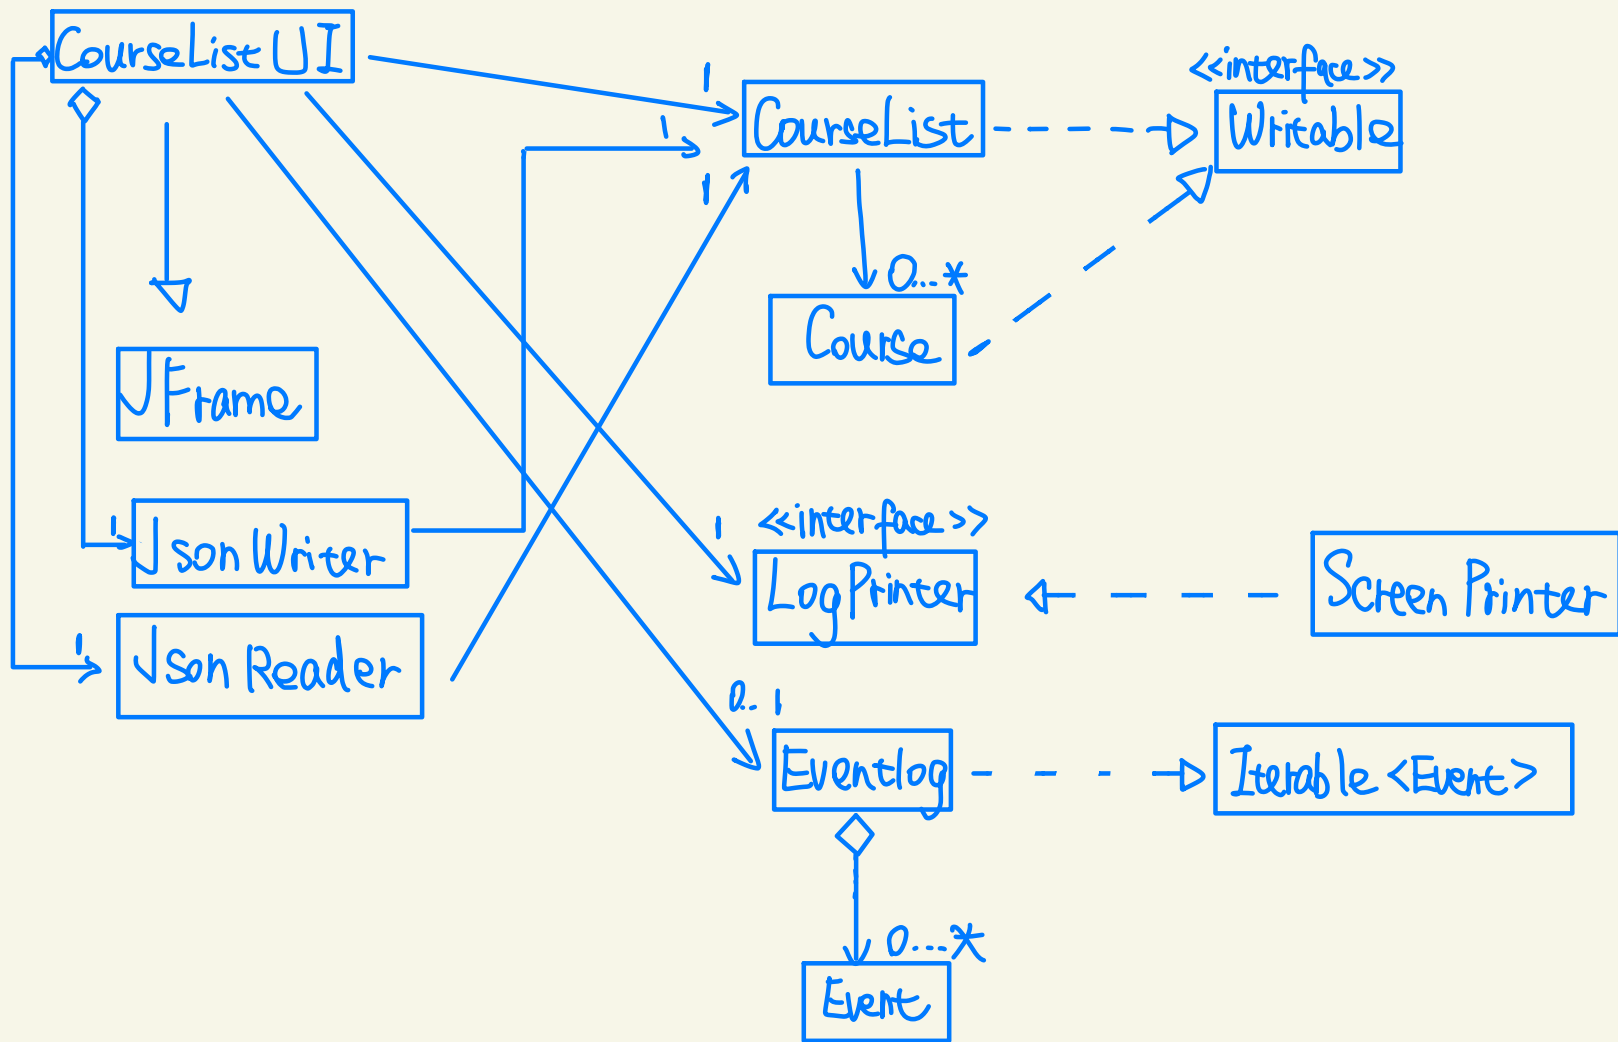 CourseList UI
<<interface>>
1
CourseList
Writable
1
1
0...*
Course
JFrame
1
Json Writer
1
<<interface>>
LogPrinter
Screen Printer
1
Json Reader
0..1
Eventlog
Iterable <Event>
0...*
Event